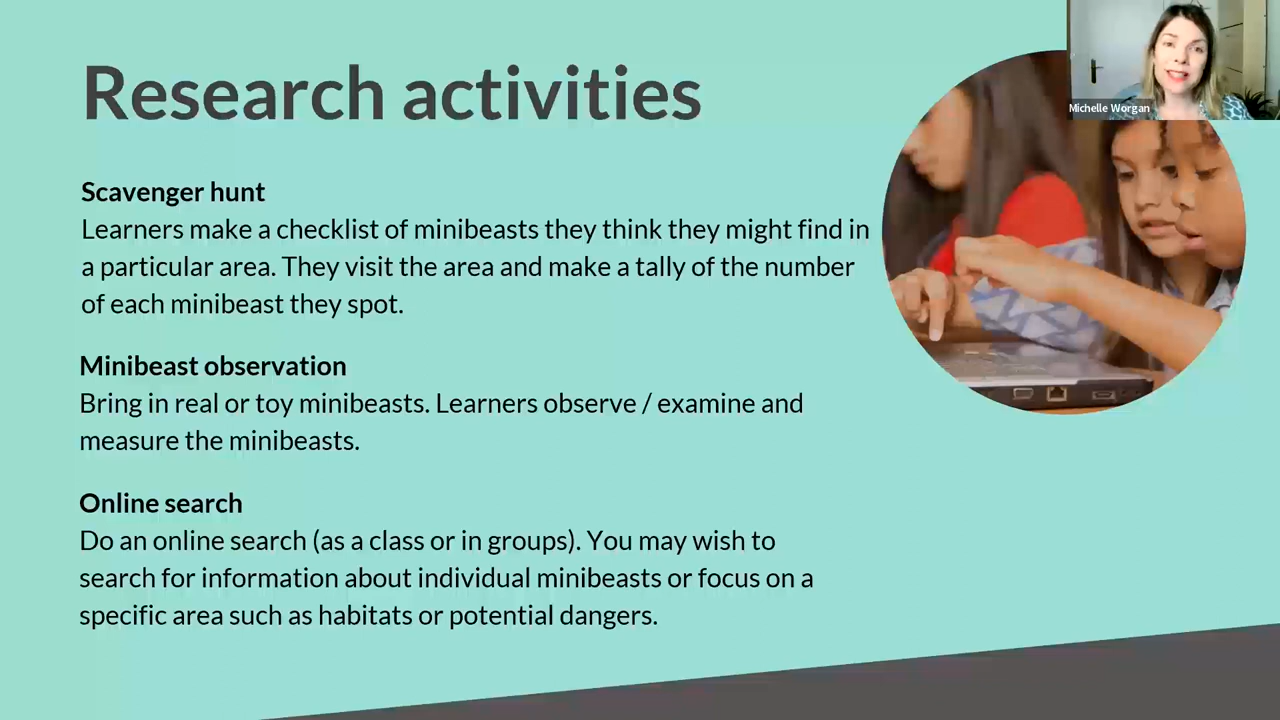 Research activities
Michelle Worgan
Scavenger hunt
Learners make a checklist of minibeasts they think they might find in
a particular area. They visit the area and make a tally of the number
of each minibeast they spot.
Minibeast observation
Bring in real or toy minibeasts. Learners observe / examine and
measure the minibeasts.
Online search
Do an online search (as a class or in groups). You may wish to
search for information about individual minibeasts or focus on a
specific area such as habitats or potential dangers.